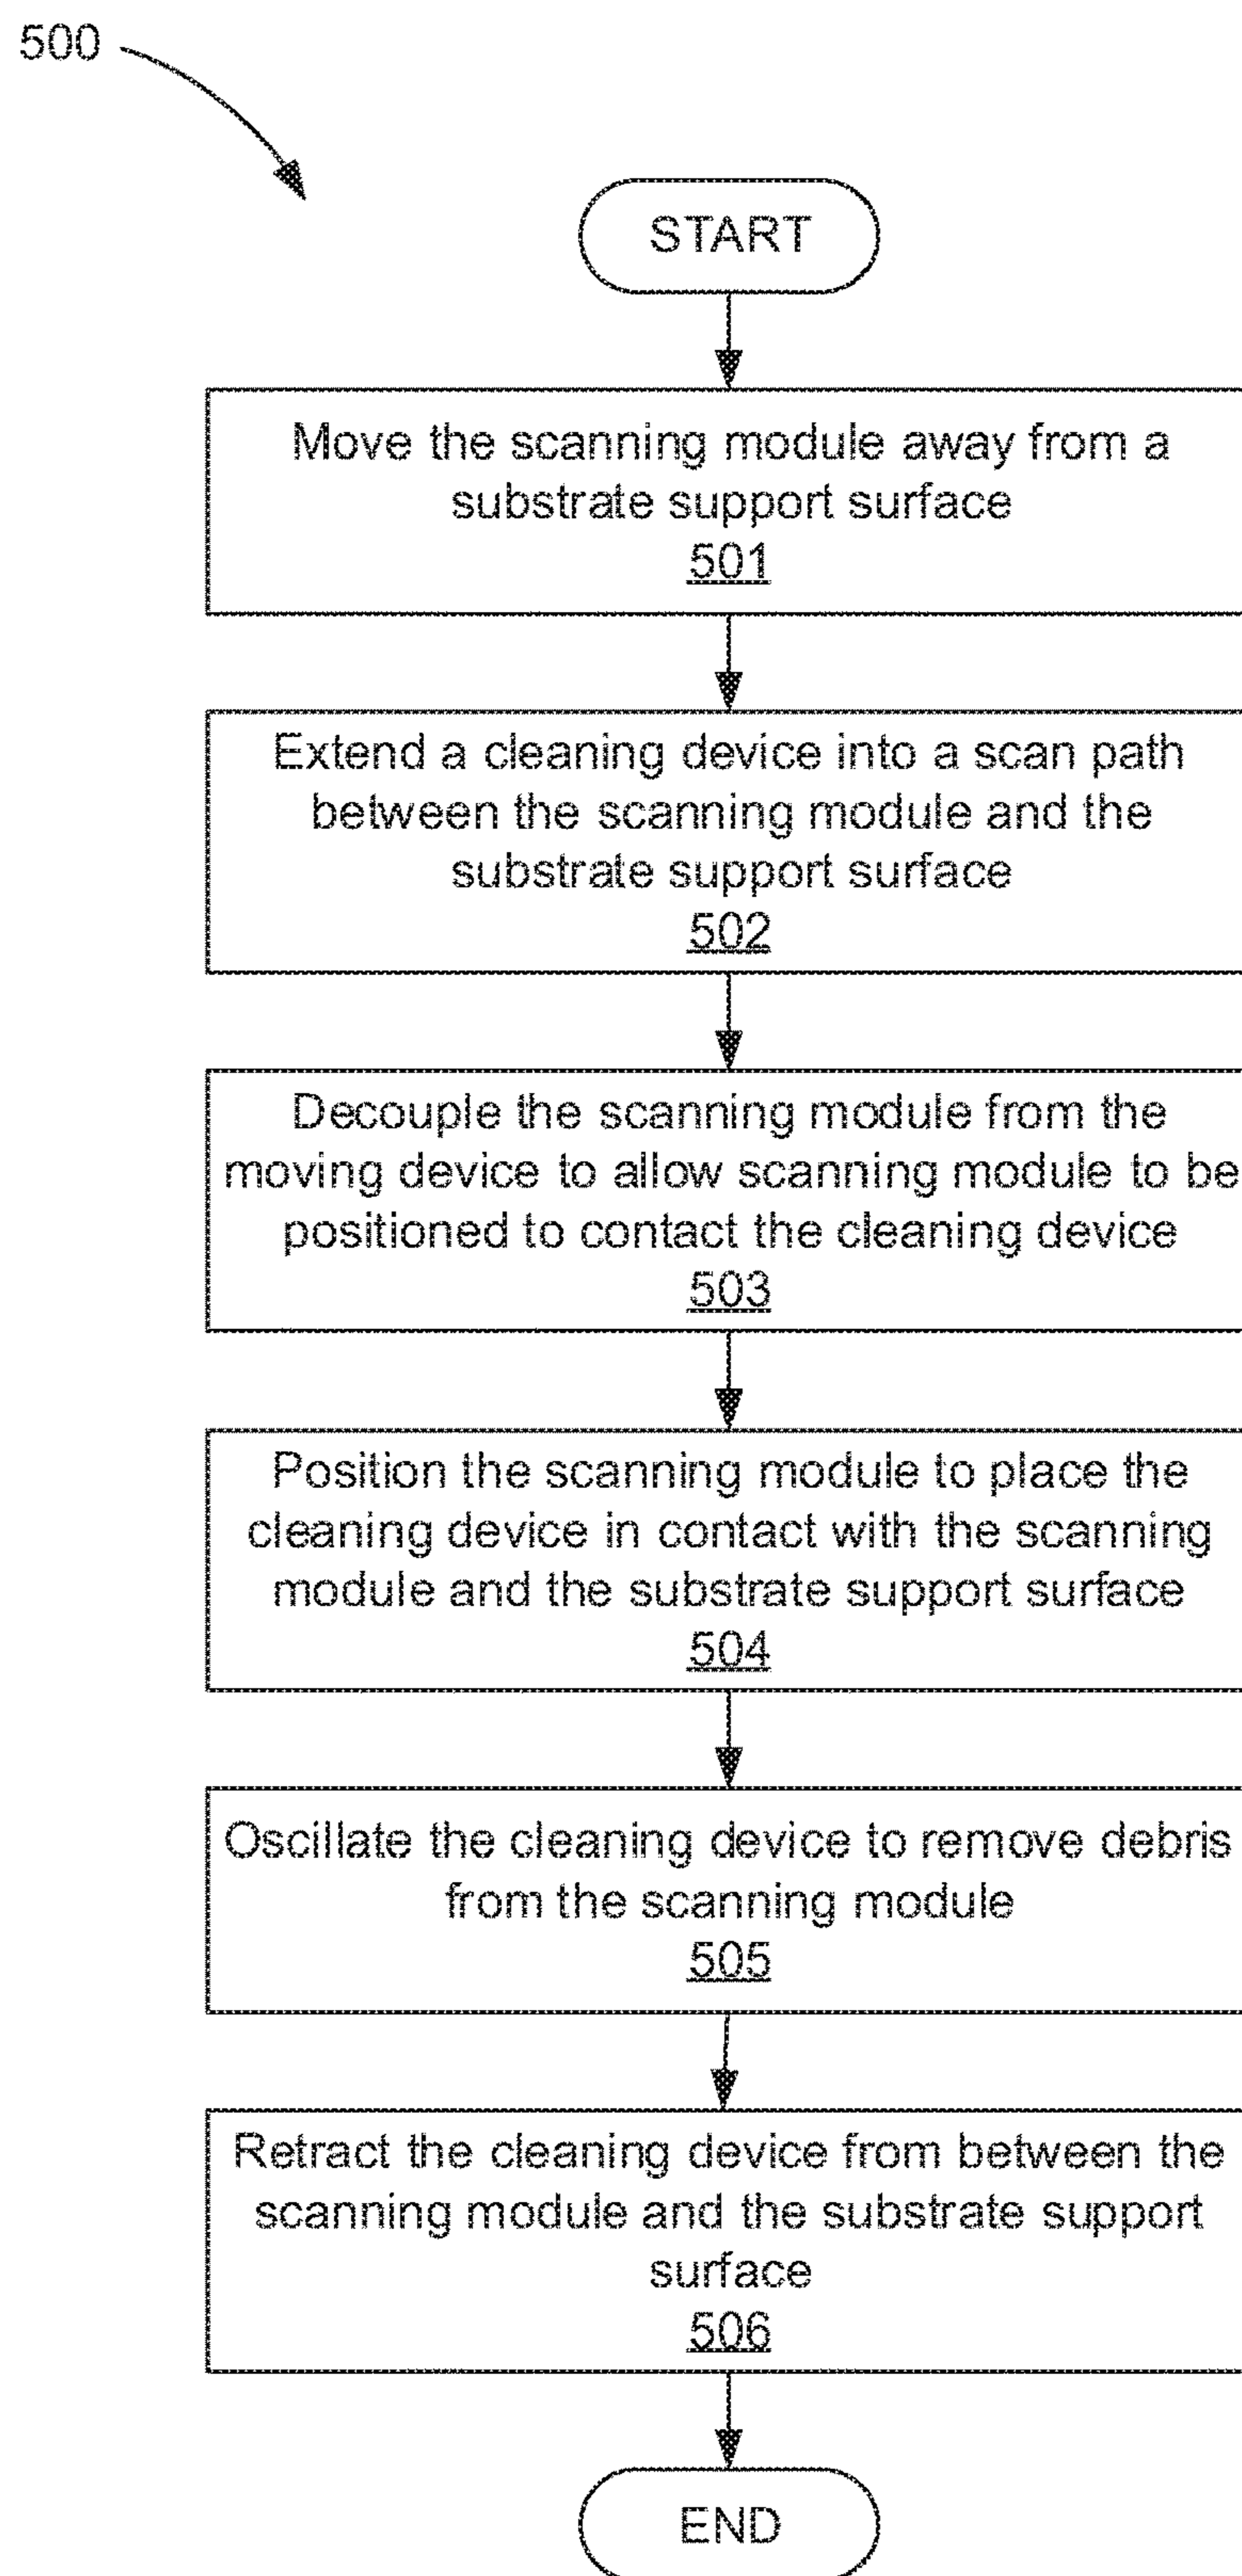 500
START
Move the scanning module away from a
substrate support surface
501
Extend a cleaning device into a scan path
between the scanning module and the
substrate support surface
502
Decouple the scanning module from the
moving device to allow scanning module to be
positioned to contact the cleaning device
503
Position the scanning module to place the
cleaning device in contact with the scanning
module and the substrate support surface
504
Oscillate the cleaning device to remove debris
from the scanning module
505
Retract the cleaning device from between the
scanning module and the substrate support
surface
506
END